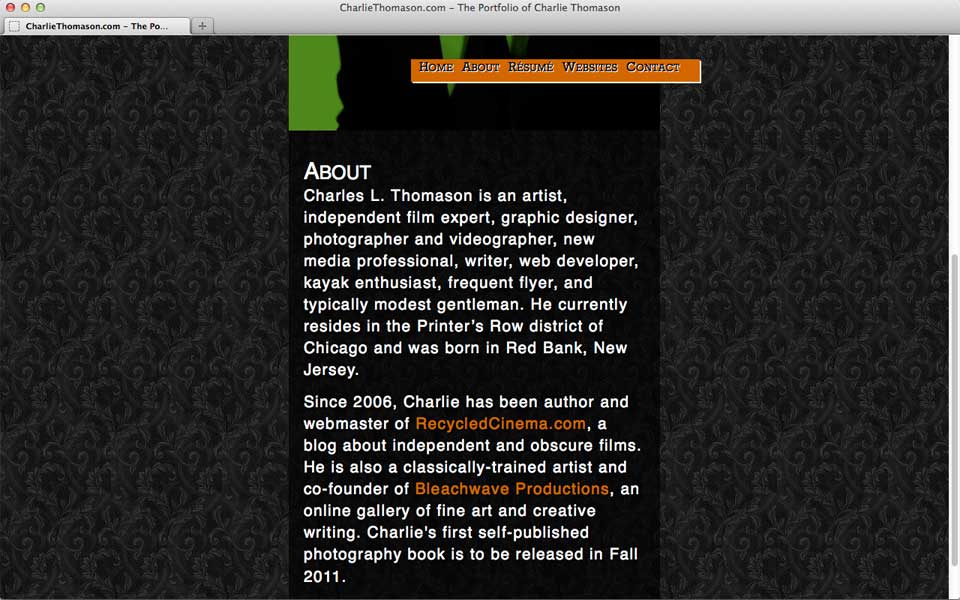 CharlieThomason.com – The Portfolio of Charlie Thomason
CharlieThomason.com – The Po...
Home About Résumé Websites Contact
About
Charles L. Thomason is an artist,
independent film expert, graphic designer,
photographer and videographer, new
media professional, writer, web developer,
kayak enthusiast, frequent flyer, and
typically modest gentleman. He currently
resides in the Printer’s Row district of
Chicago and was born in Red Bank, New
Jersey.
Since 2006, Charlie has been author and
webmaster of RecycledCinema.com, a
blog about independent and obscure films.
He is also a classically-trained artist and
co-founder of Bleachwave Productions, an
online gallery of fine art and creative
writing. Charlie's first self-published
photography book is to be released in Fall
2011.